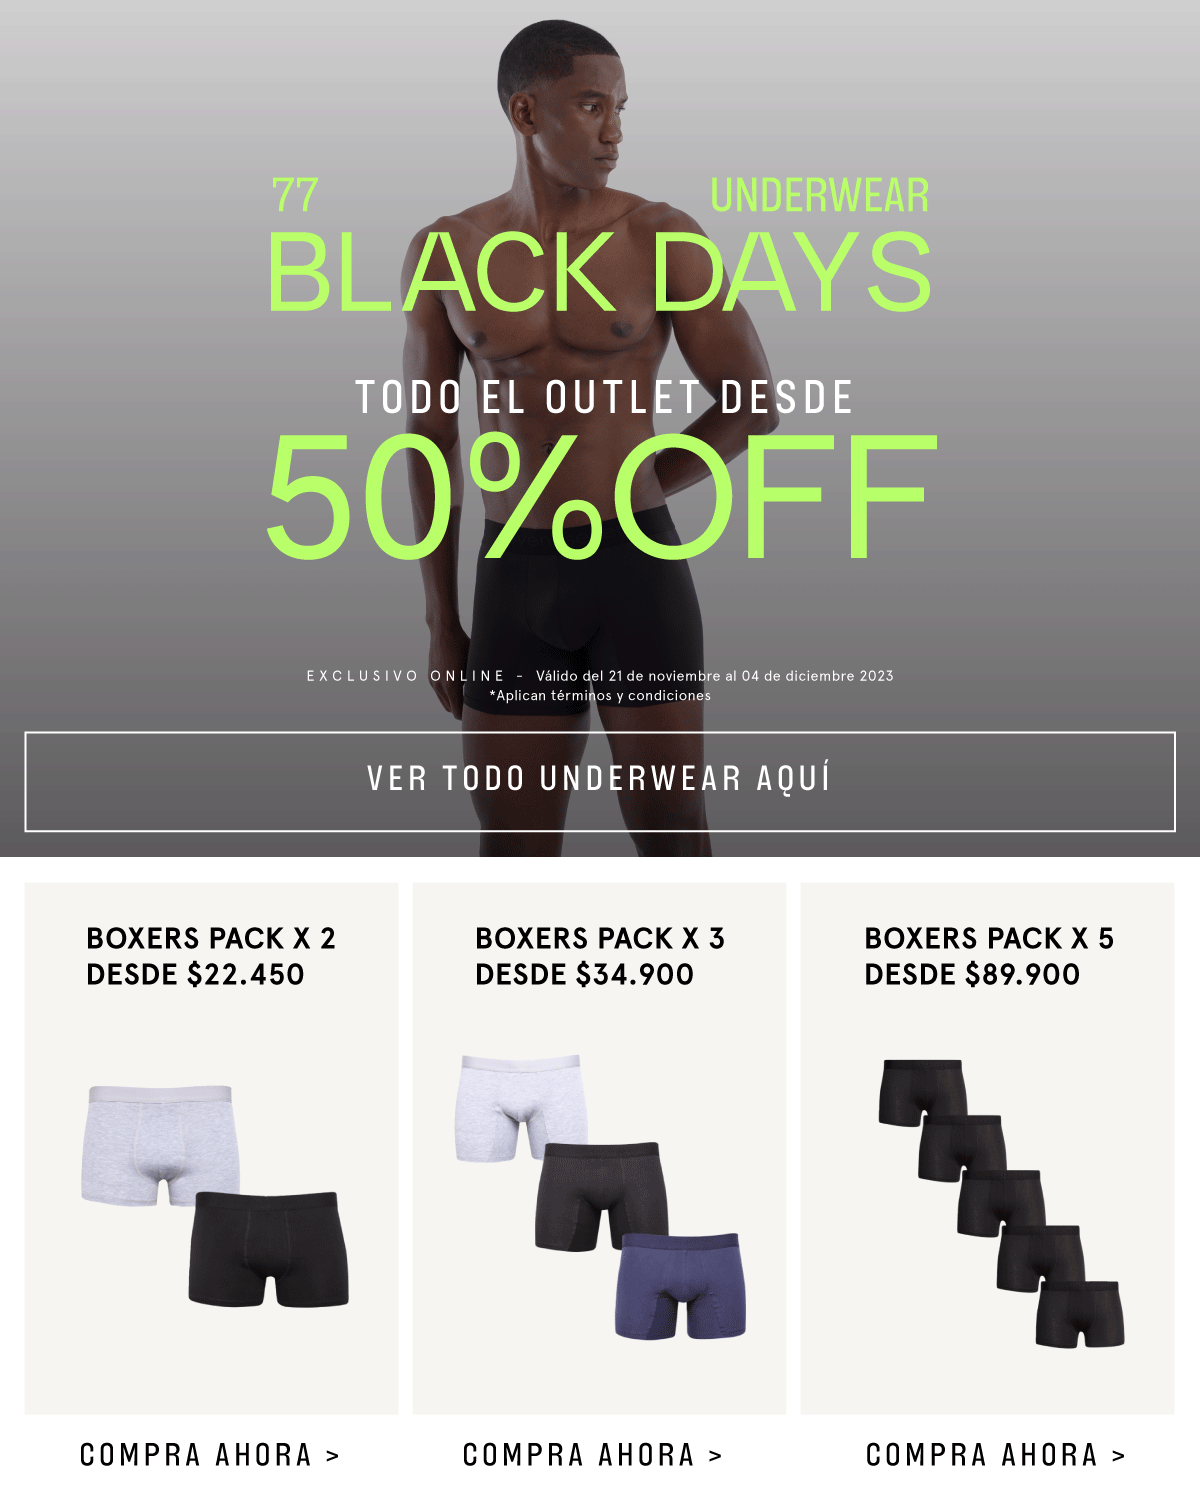 77 UNDERWEAR
BLACK DAYS
TODO EL OUTLET DESDE
50%OFF
EXCLUSIVO ONLINE - Válido del 21 de noviembre al 04 de diciembre 2023
*Aplican términos y condiciones
VER TODO UNDERWEAR AQUÍ
BOXERS PACK X 2
DESDE $22.450
BOXERS PACK X 3
DESDE $34.900
BOXERS PACK X 5
DESDE $89.900
COMPRA AHORA >
COMPRA AHORA >
COMPRA AHORA >